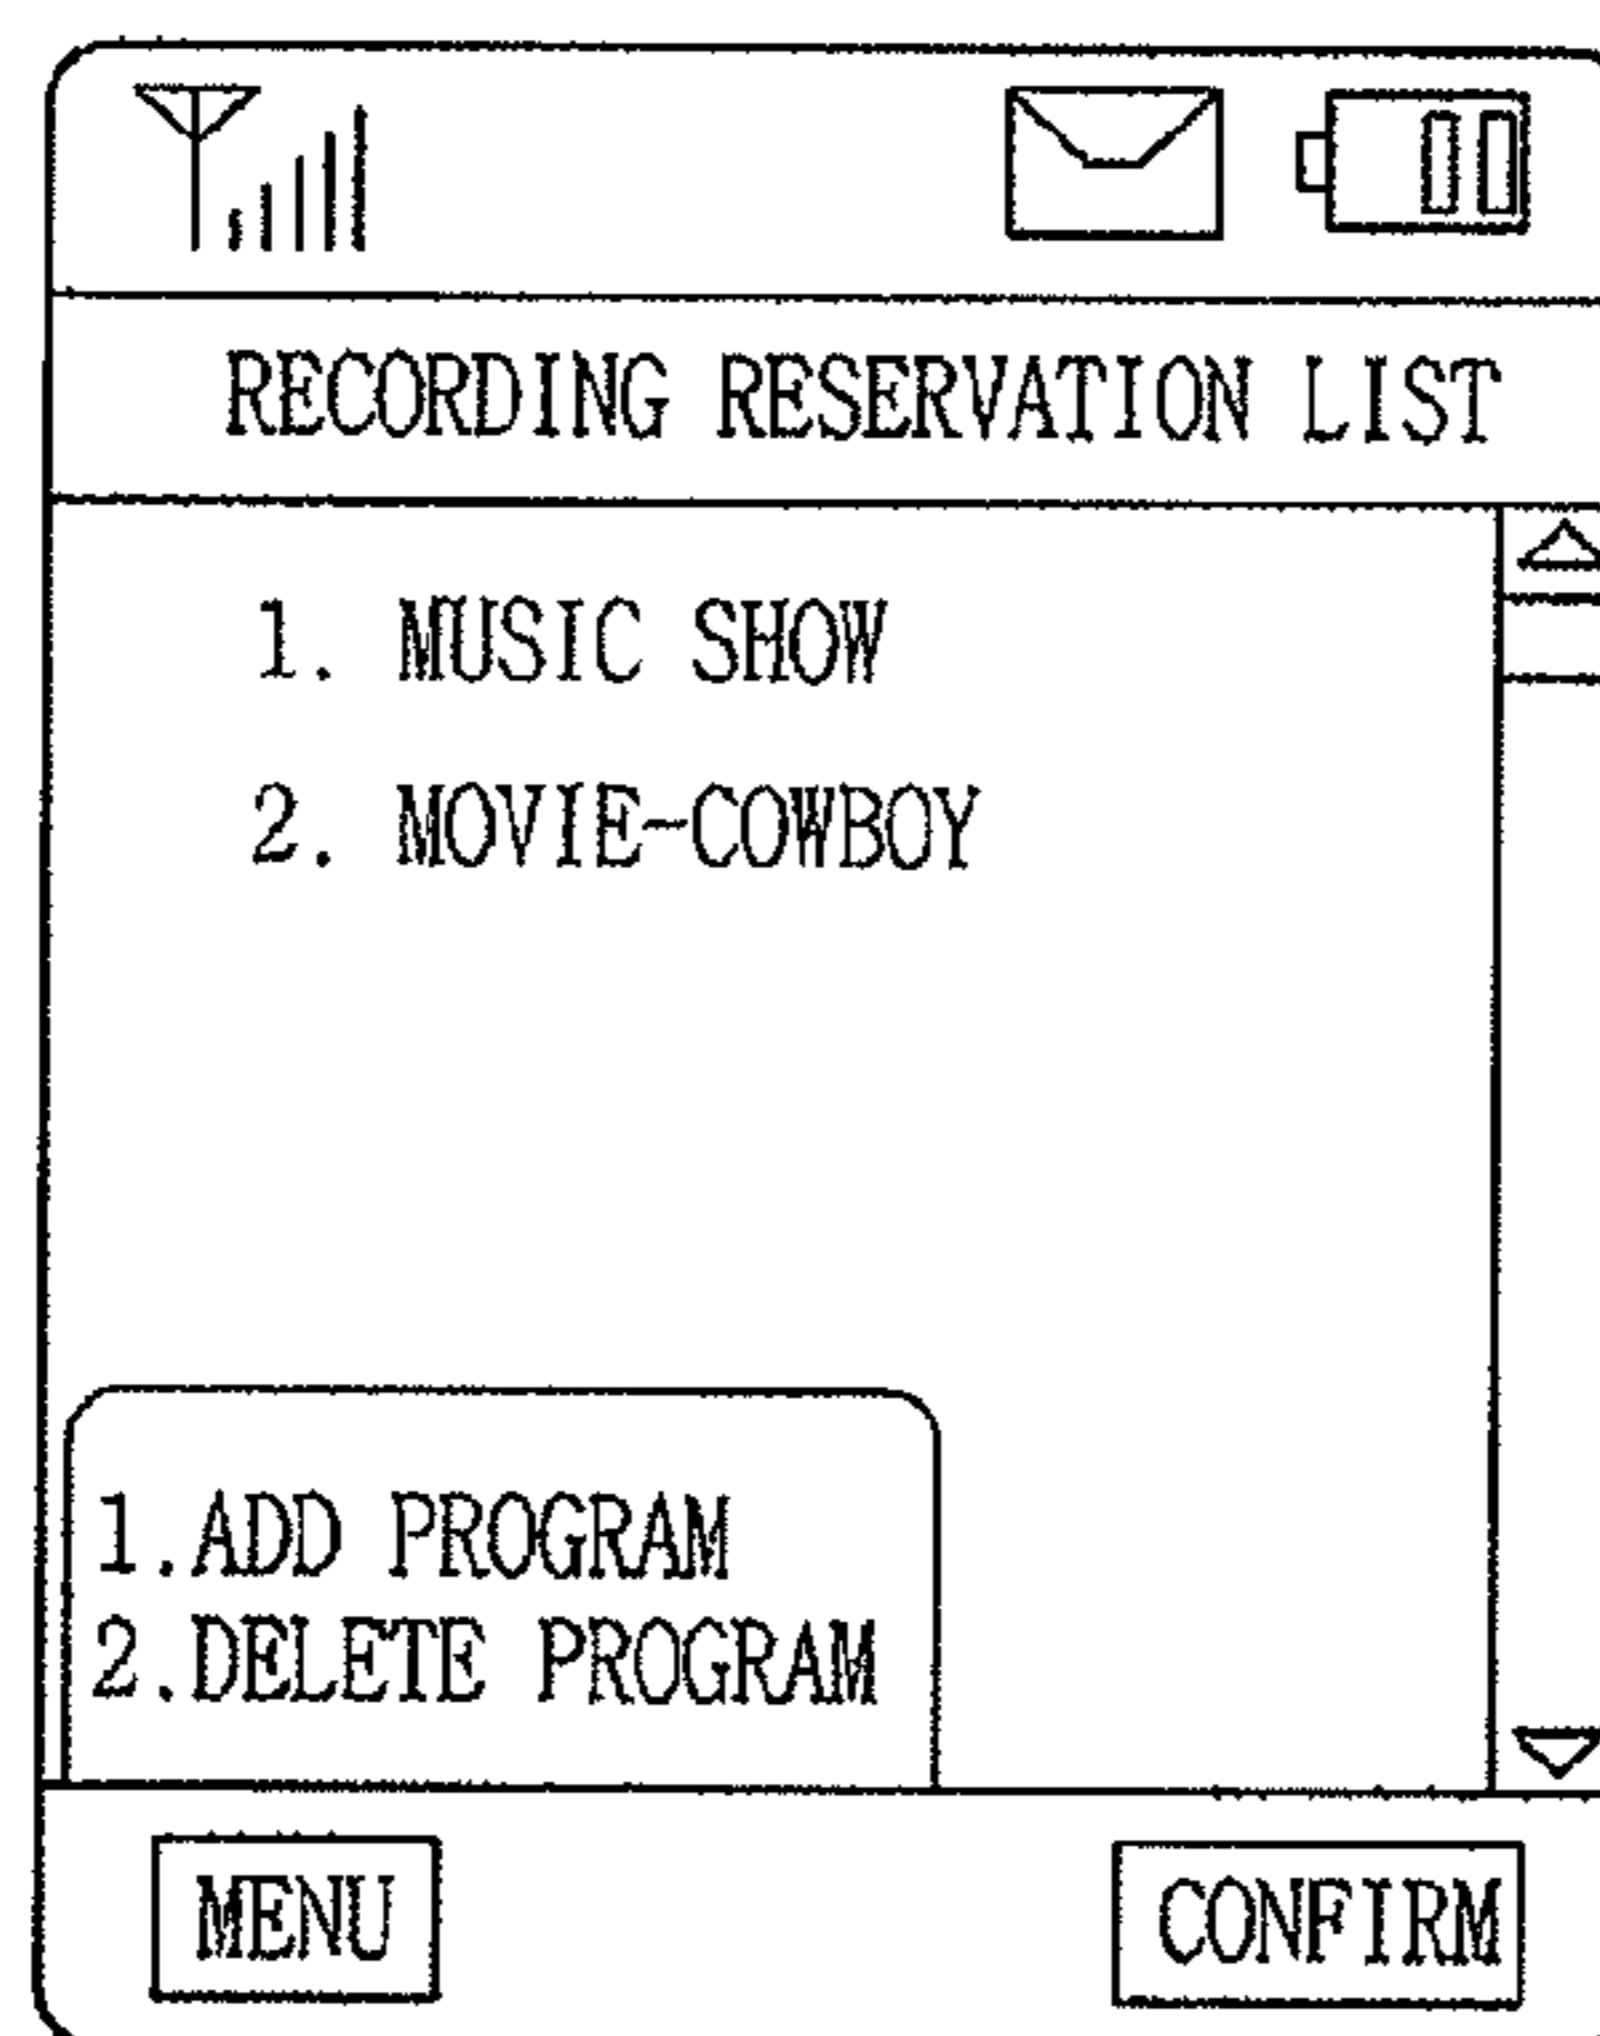 RECORDING RESERVATION LIST
1. MUSIC SHOW
2. MOVIE-COWBOY
1.ADD PROGRAM
2.DELETE PROGRAM
MENU
CONFIRM